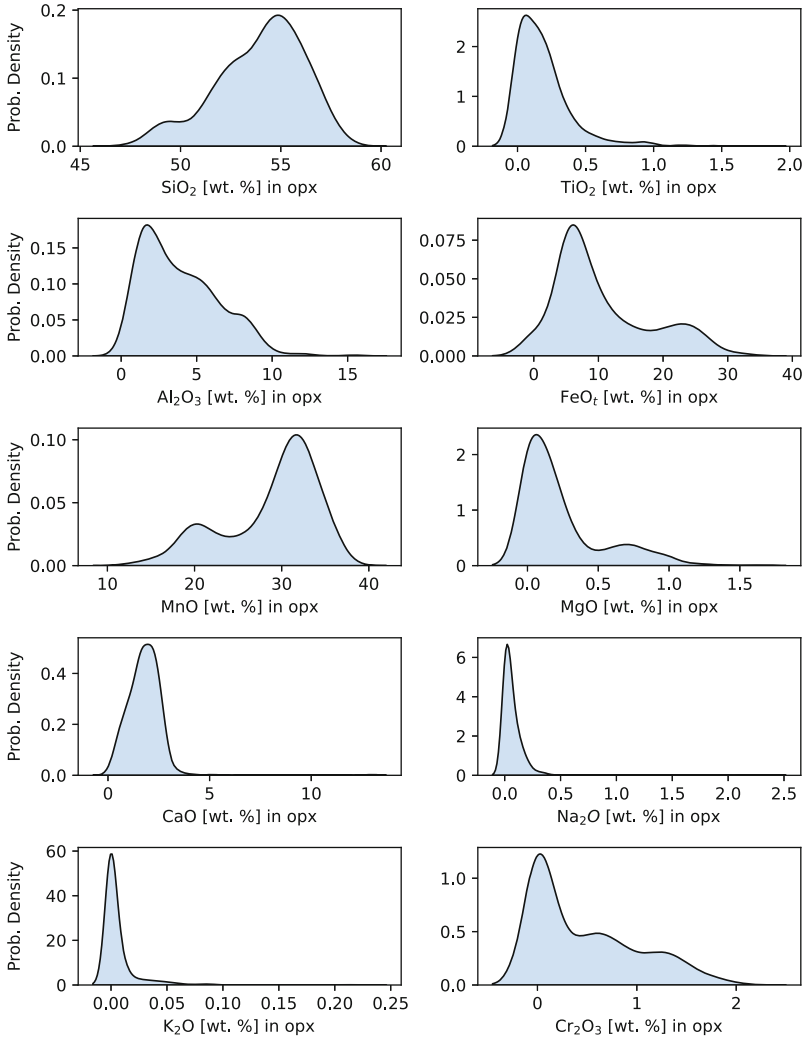 Prob. Density
0.2
0.1
0.0
45 50 55 60
SiO₂ [wt. %] in opx
2
1
0
0.0 0.5 1.0 1.5 2.0
TiO₂ [wt. %] in opx
Prob. Density
0.15
0.10
0.05
0.00
0 5 10 15
Al₂O₃ [wt. %] in opx
0.075
0.050
0.025
0.000
0 10 20 30 40
FeOₜ [wt. %] in opx
Prob. Density
0.10
0.05
0.00
10 20 30 40
MnO [wt. %] in opx
2
1
0
0.0 0.5 1.0 1.5
MgO [wt. %] in opx
Prob. Density
0.4
0.2
0.0
0 5 10
CaO [wt. %] in opx
6
4
2
0
0.0 0.5 1.0 1.5 2.0 2.5
Na₂O [wt. %] in opx
Prob. Density
60
40
20
0
0.00 0.05 0.10 0.15 0.20 0.25
K₂O [wt. %] in opx
1.0
0.5
0.0
0 1 2
Cr₂O₃ [wt. %] in opx